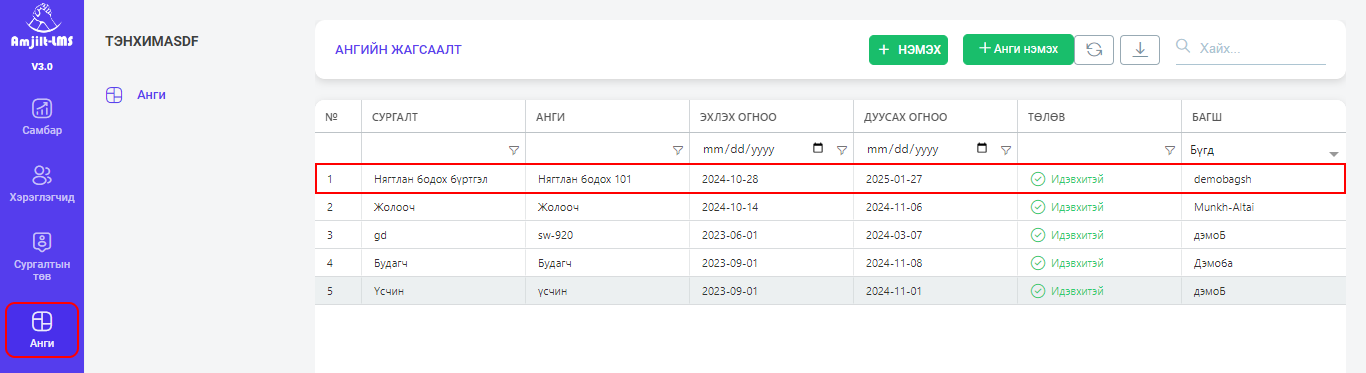 Amjilt-LMS
V3.0
Самбар
Хэрэглэгчид
Сургалтын
төв
Анги
ТЭНХИМASDF
Анги
АНГИЙН ЖАГСААЛТ
+ НЭМЭХ
+ Анги нэмэх
Хайх...
№ СУРГАЛТ АНГИ ЭХЛЭХ ОГНОО ДУУСАХ ОГНОО ТӨЛӨВ БАГШ
mm/dd/yyyy mm/dd/yyyy Бүгд
1 Нягтлан бодох бүртгэл Нягтлан бодох 101 2024-10-28 2025-01-27 Идэвхитэй demobagsh
2 Жолооч Жолооч 2024-10-14 2024-11-06 Идэвхитэй Munkh-Altai
3 gd sw-920 2023-06-01 2024-03-07 Идэвхитэй дэмоБ
4 Будагч Будагч 2023-09-01 2024-11-08 Идэвхитэй Дэмоба
5 Үсчин үсчин 2023-09-01 2024-11-01 Идэвхитэй дэмоБ